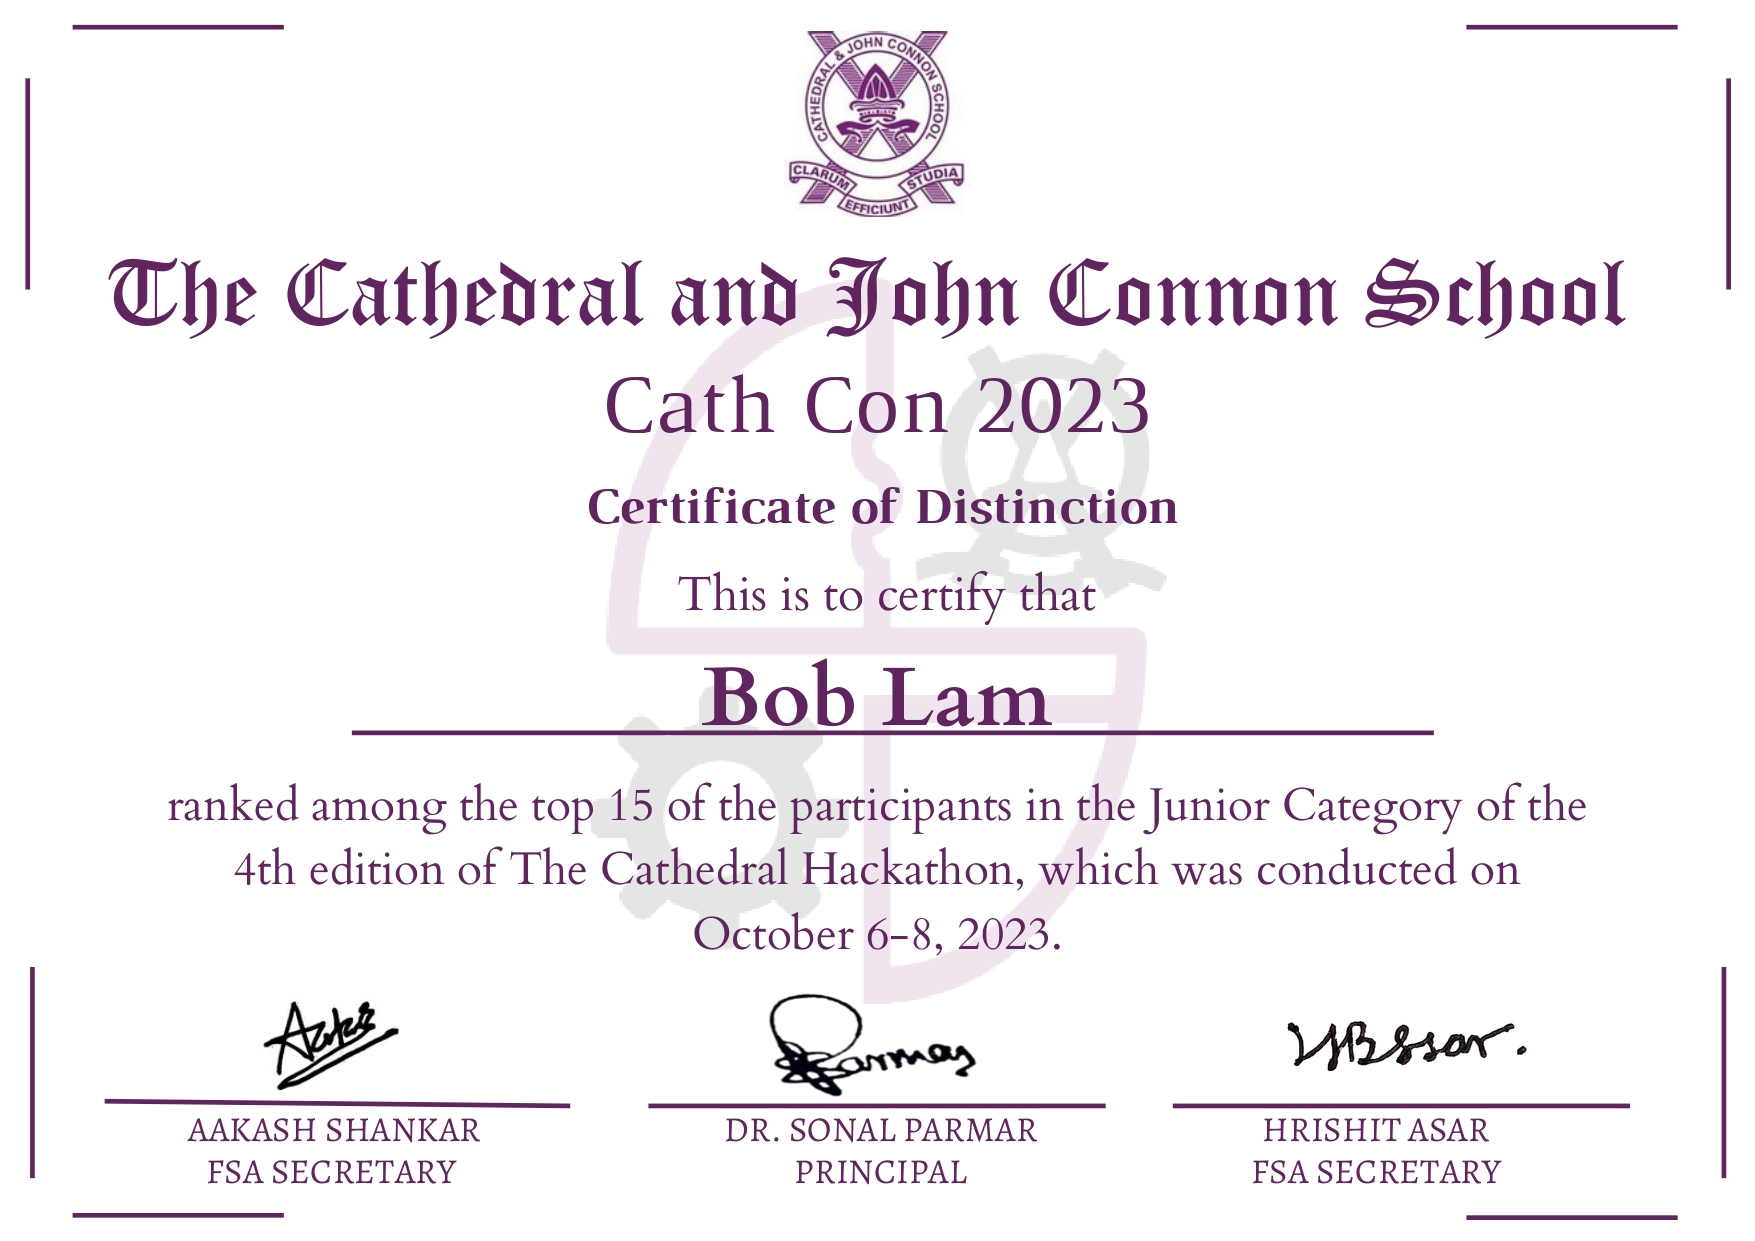 CATHEDRAL & JOHN CONNON SCHOOL
CLARUM EFFICIUNT STUDIA
The Cathedral and John Connon School
Cath Con 2023
Certificate of Distinction
This is to certify that
Bob Lam
ranked among the top 15 of the participants in the Junior Category of the
4th edition of The Cathedral Hackathon, which was conducted on
October 6-8, 2023.
AAKASH SHANKAR
FSA SECRETARY
DR. SONAL PARMAR
PRINCIPAL
HRISHIT ASAR
FSA SECRETARY